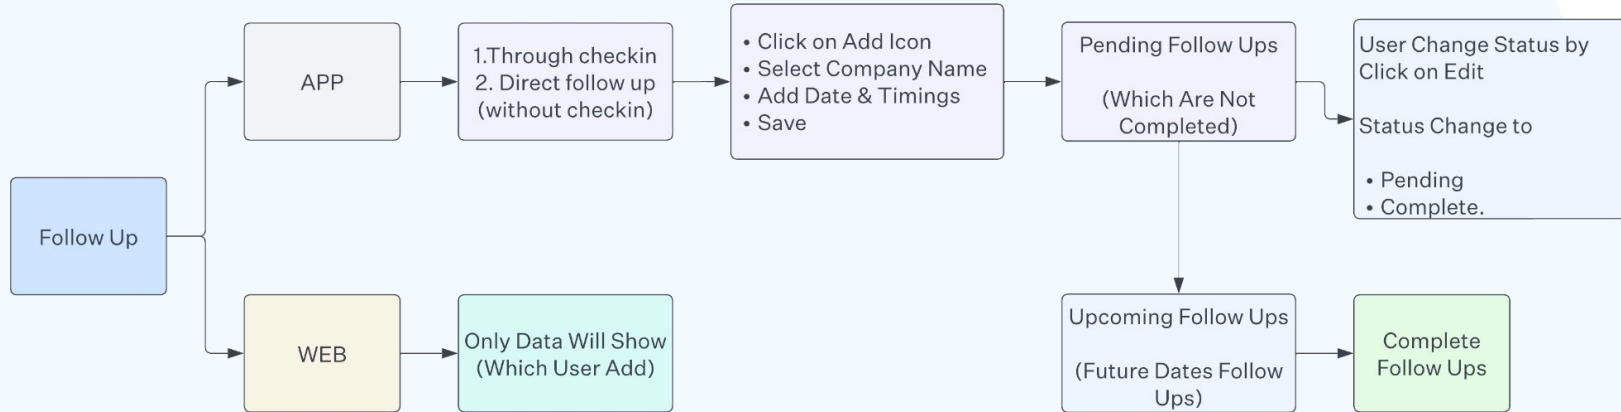 Follow Up
APP
1.Through checkin
2. Direct follow up
(without checkin)
• Click on Add Icon
• Select Company Name
• Add Date & Timings
• Save
Pending Follow Ups
(Which Are Not
Completed)
User Change Status by
Click on Edit
Status Change to
• Pending
• Complete.
WEB
Only Data Will Show
(Which User Add)
Upcoming Follow Ups
(Future Dates Follow
Ups)
Complete
Follow Ups